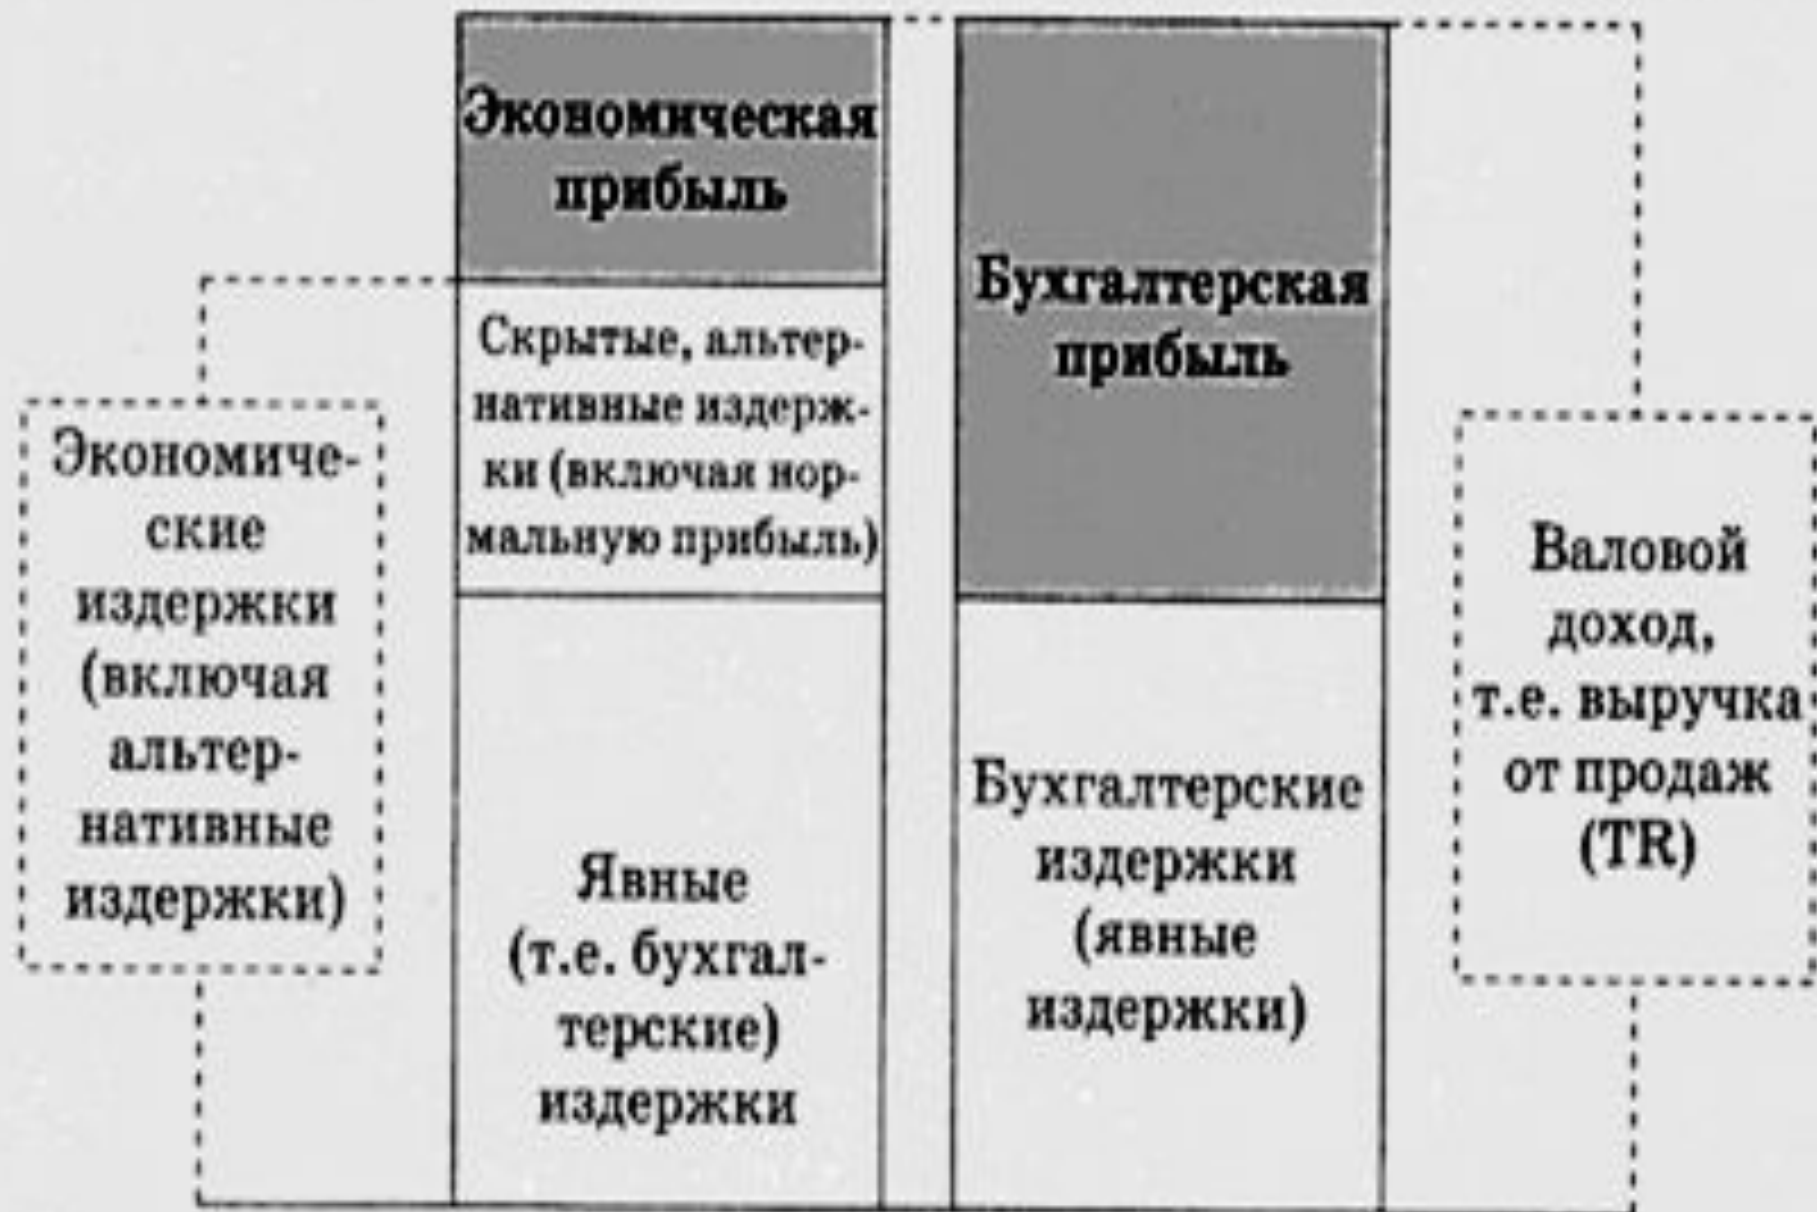 Экономическая
прибыль
Скрытые, альтер-
нативные издерж-
ки (включая нор-
мальную прибыль)
Явные
(т.е. бухгал-
терские)
издержки
Бухгалтерская
прибыль
Бухгалтерские
издержки
(явные
издержки)
Экономиче-
ские
издержки
(включая
альтер-
нативные
издержки)
Валовой
доход,
т.е. выручка
от продаж
(TR)